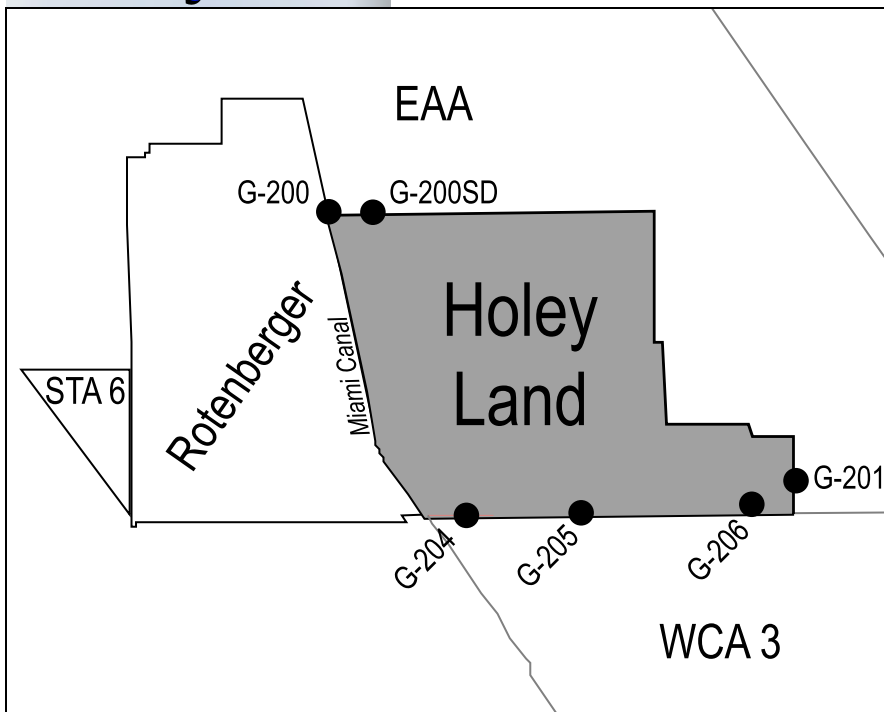 EAA
G-200
G-200SD
Holey
Land
Rotenberger
Miami Canal
STA 6
G-201
G-204
G-205
G-206
WCA 3